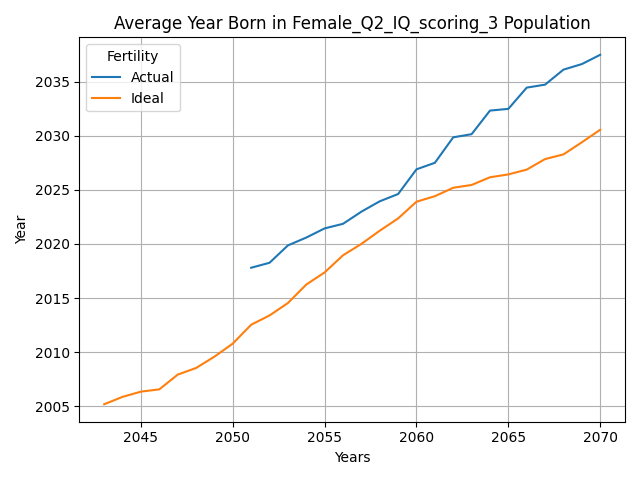 Average Year Born in Female_Q2_IQ_scoring_3 Population
Fertility
Actual
Ideal
2035
2030
2025
2020
2015
2010
2005
Year
2045 2050 2055 2060 2065 2070
Years